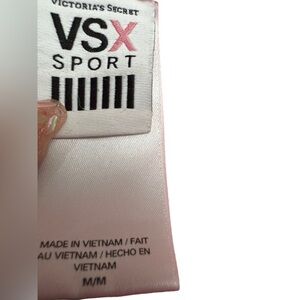 VICTORIA'S SECRET
VSX
SPORT
MADE IN VIETNAM / FAIT
AU VIETNAM / HECHO EN
VIETNAM
M/M